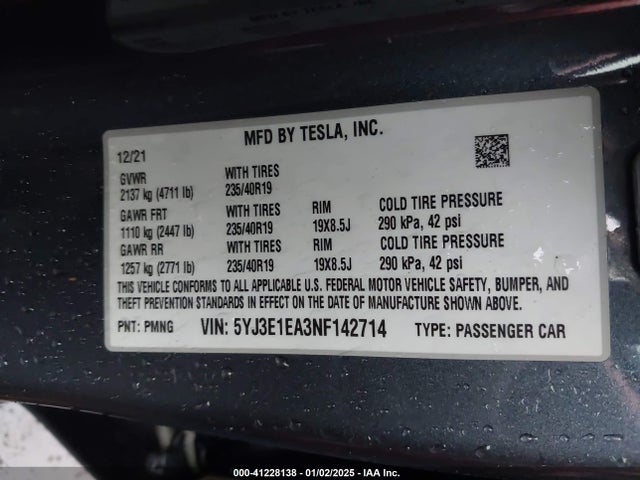 MFD BY TESLA, INC.
12/21
GVWR WITH TIRES
2137 kg (4711 lb) 235/40R19
GAWR FRT WITH TIRES RIM COLD TIRE PRESSURE
1110 kg (2447 lb) 235/40R19 19X8.5J 290 kPa, 42 psi
GAWR RR WITH TIRES RIM COLD TIRE PRESSURE
1257 kg (2771 lb) 235/40R19 19X8.5J 290 kPa, 42 psi
THIS VEHICLE CONFORMS TO ALL APPLICABLE U.S. FEDERAL MOTOR VEHICLE SAFETY, BUMPER, AND
THEFT PREVENTION STANDARDS IN EFFECT ON THE DATE OF MANUFACTURE SHOWN ABOVE.
PNT: PMNG VIN: 5YJ3E1EA3NF142714 TYPE: PASSENGER CAR
000-41228138 - 01/02/2025 - IAA Inc.